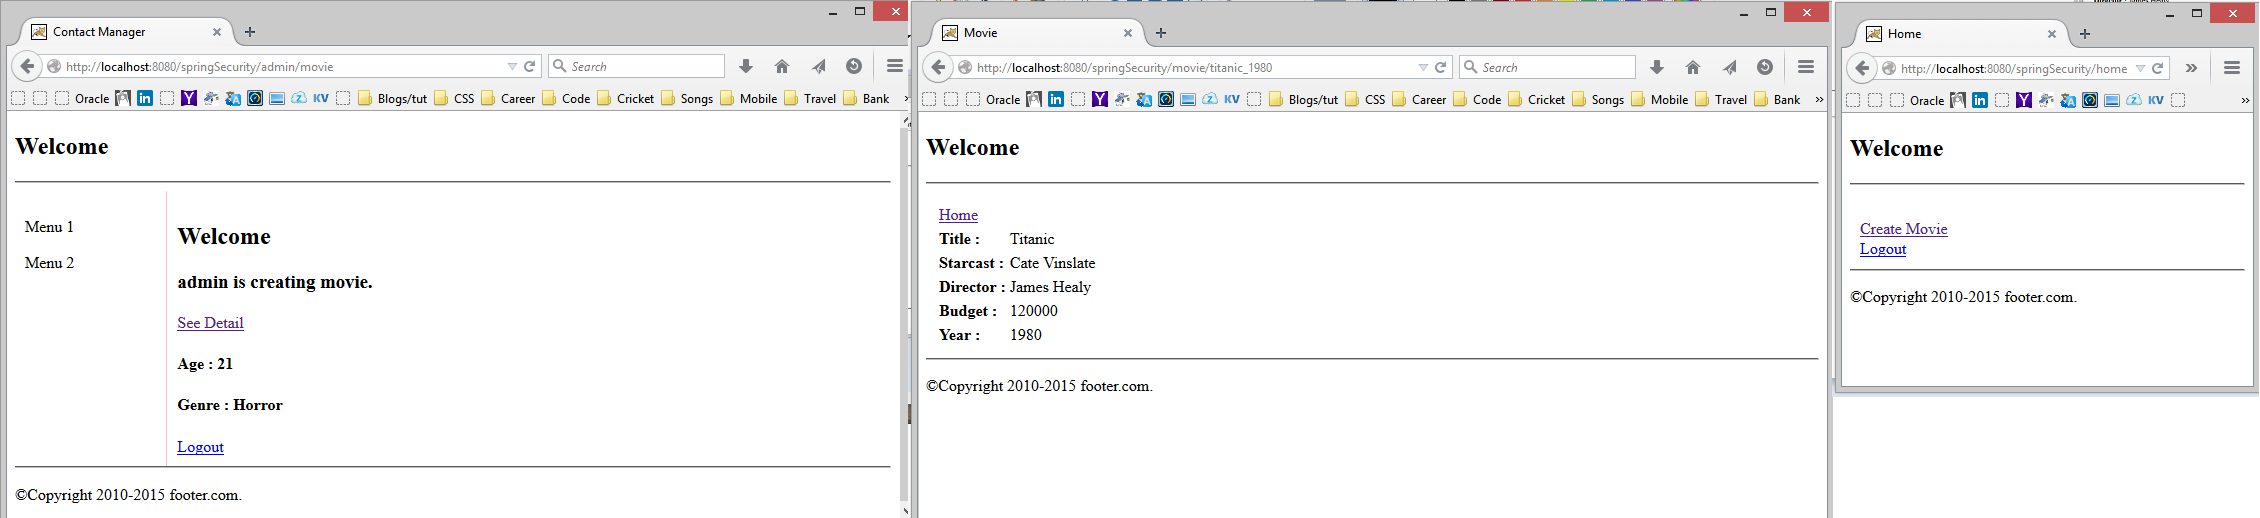 Contact Manager
http://localhost:8080/springSecurity/admin/movie
Search
Oracle in Y KV Blogs/tut CSS Career Code Cricket Songs Mobile Travel Bank »
Welcome
Menu 1
Menu 2
Welcome
admin is creating movie.
See Detail
Age : 21
Genre : Horror
Logout
©Copyright 2010-2015 footer.com.
Movie
http://localhost:8080/springSecurity/movie/titanic_1980
Search
Oracle in Y KV Blogs/tut CSS Career Code Cricket Songs Mobile Travel Bank »
Welcome
Home
Title : Titanic
Starcast : Cate Vinslate
Director : James Healy
Budget : 120000
Year : 1980
©Copyright 2010-2015 footer.com.
Home
http://localhost:8080/springSecurity/home »
Oracle in Y KV »
Welcome
Create Movie
Logout
©Copyright 2010-2015 footer.com.